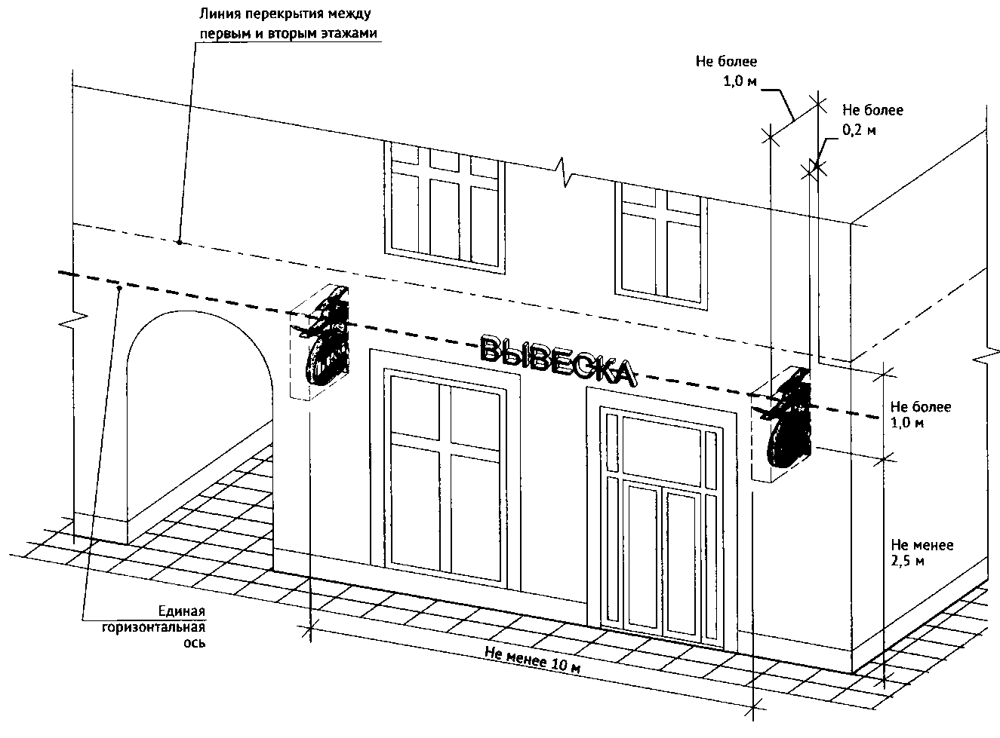 Линия перекрытия между
первым и вторым этажами
Не более
1,0 м
Не более
0,2 м
ВЫВЕСКА
Не более
1,0 м
Не менее
2,5 м
Единая
горизонтальная
ось
Не менее 10 м